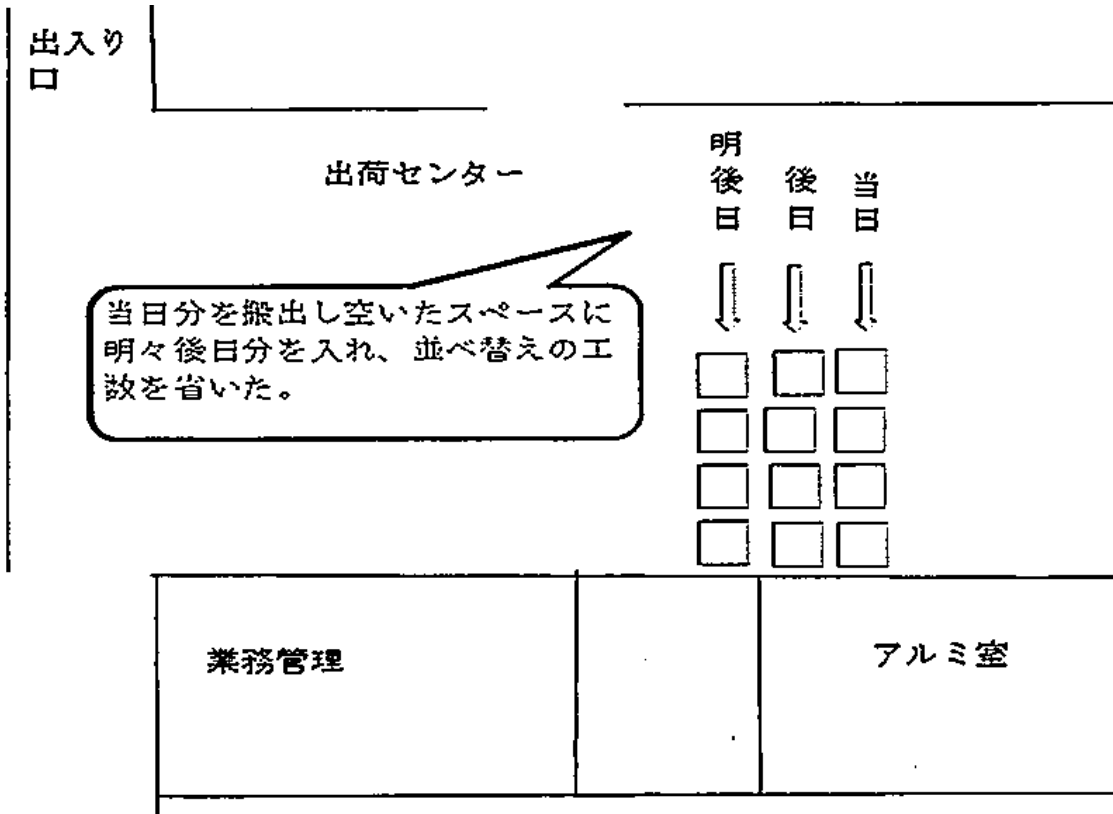 出入り
口
出荷センター
明後日
後日
当日
当日分を搬出し空いたスペースに
明々後日分を入れ、並べ替えの工
数を省いた。
業務管理
アルミ室